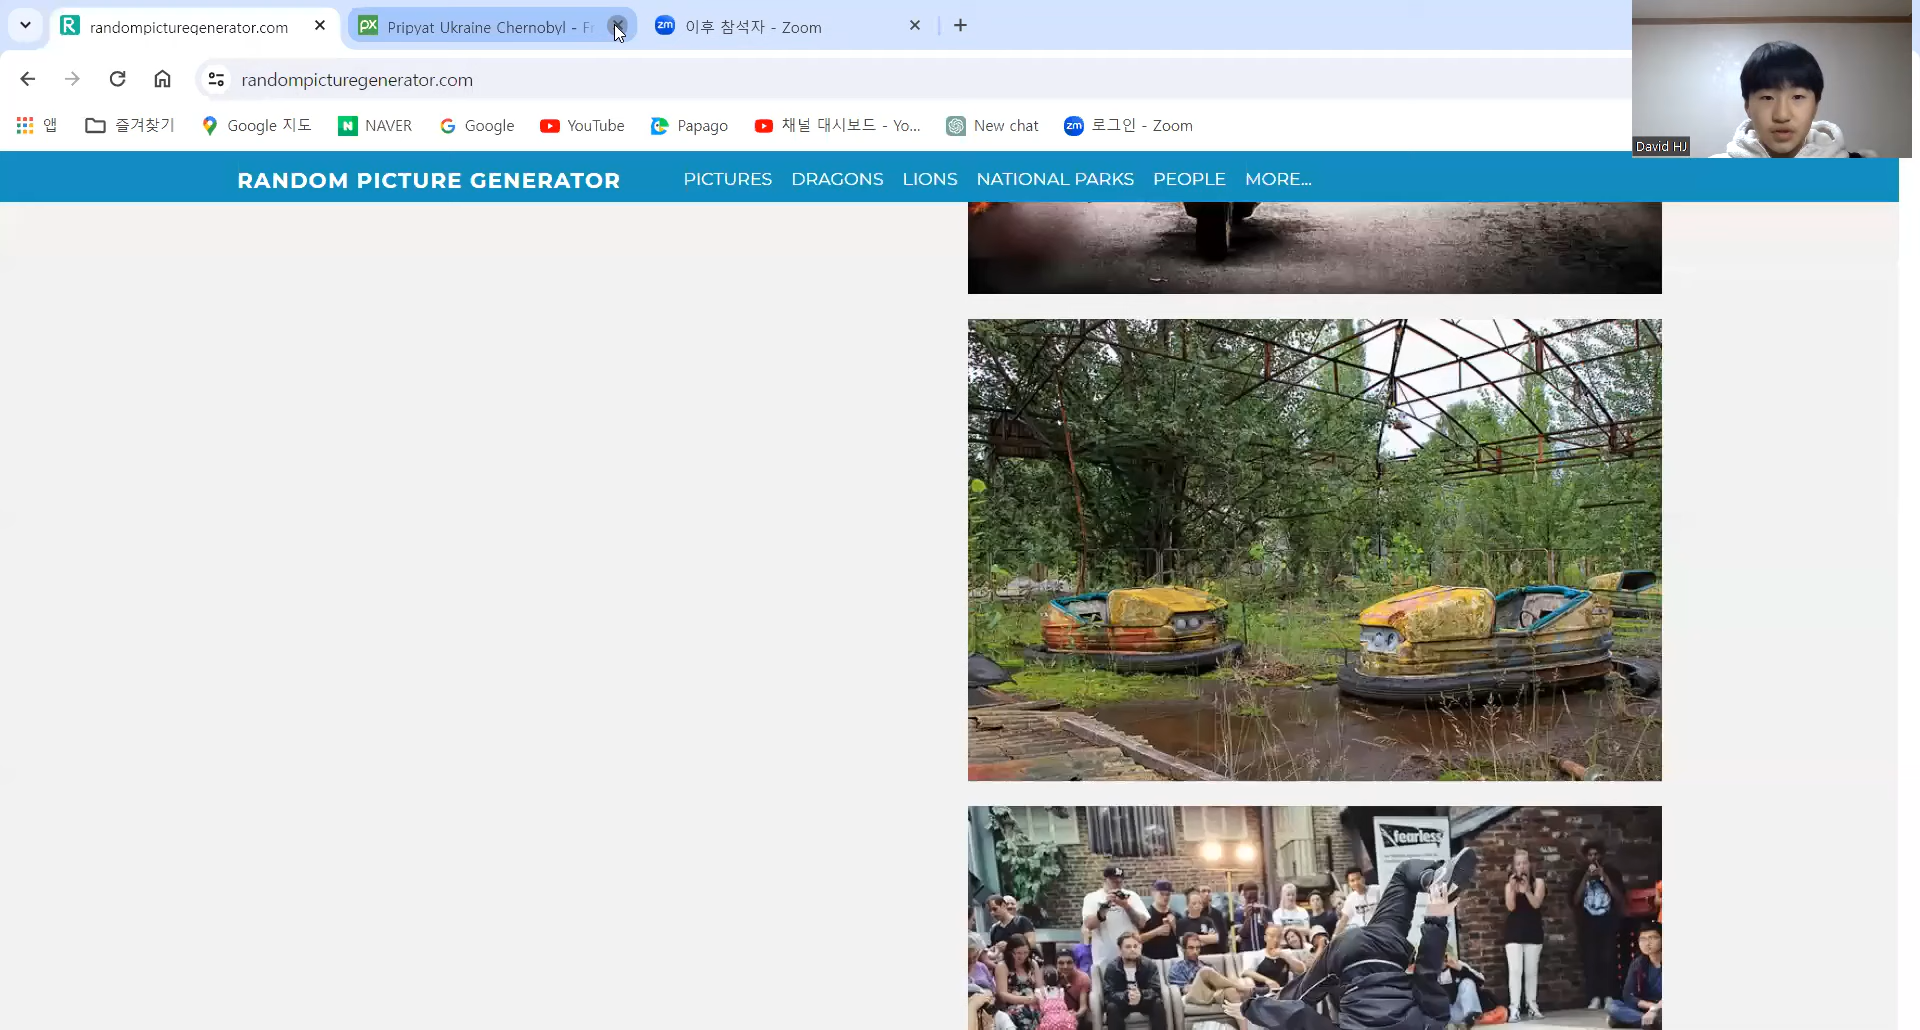 randompicturegenerator.com
Pripyat Ukraine Chernobyl - Fr
zm 이후 참석자 - Zoom
randompicturegenerator.com
앱 즐겨찾기 Google 지도 NAVER Google YouTube Papago 채널 대시보드 - Yo... New chat zm 로그인 - Zoom
David HJ
RANDOM PICTURE GENERATOR PICTURES DRAGONS LIONS NATIONAL PARKS PEOPLE MORE...
fearless